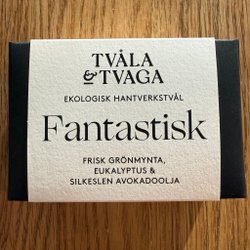 TVÅLA
& TVAGA
EKOLOGISK HANTVERKSTVÅL
Fantastisk
FRISK GRÖNMYNTA,
EUKALYPTUS &
SILKESLEN AVOKADOOLJA